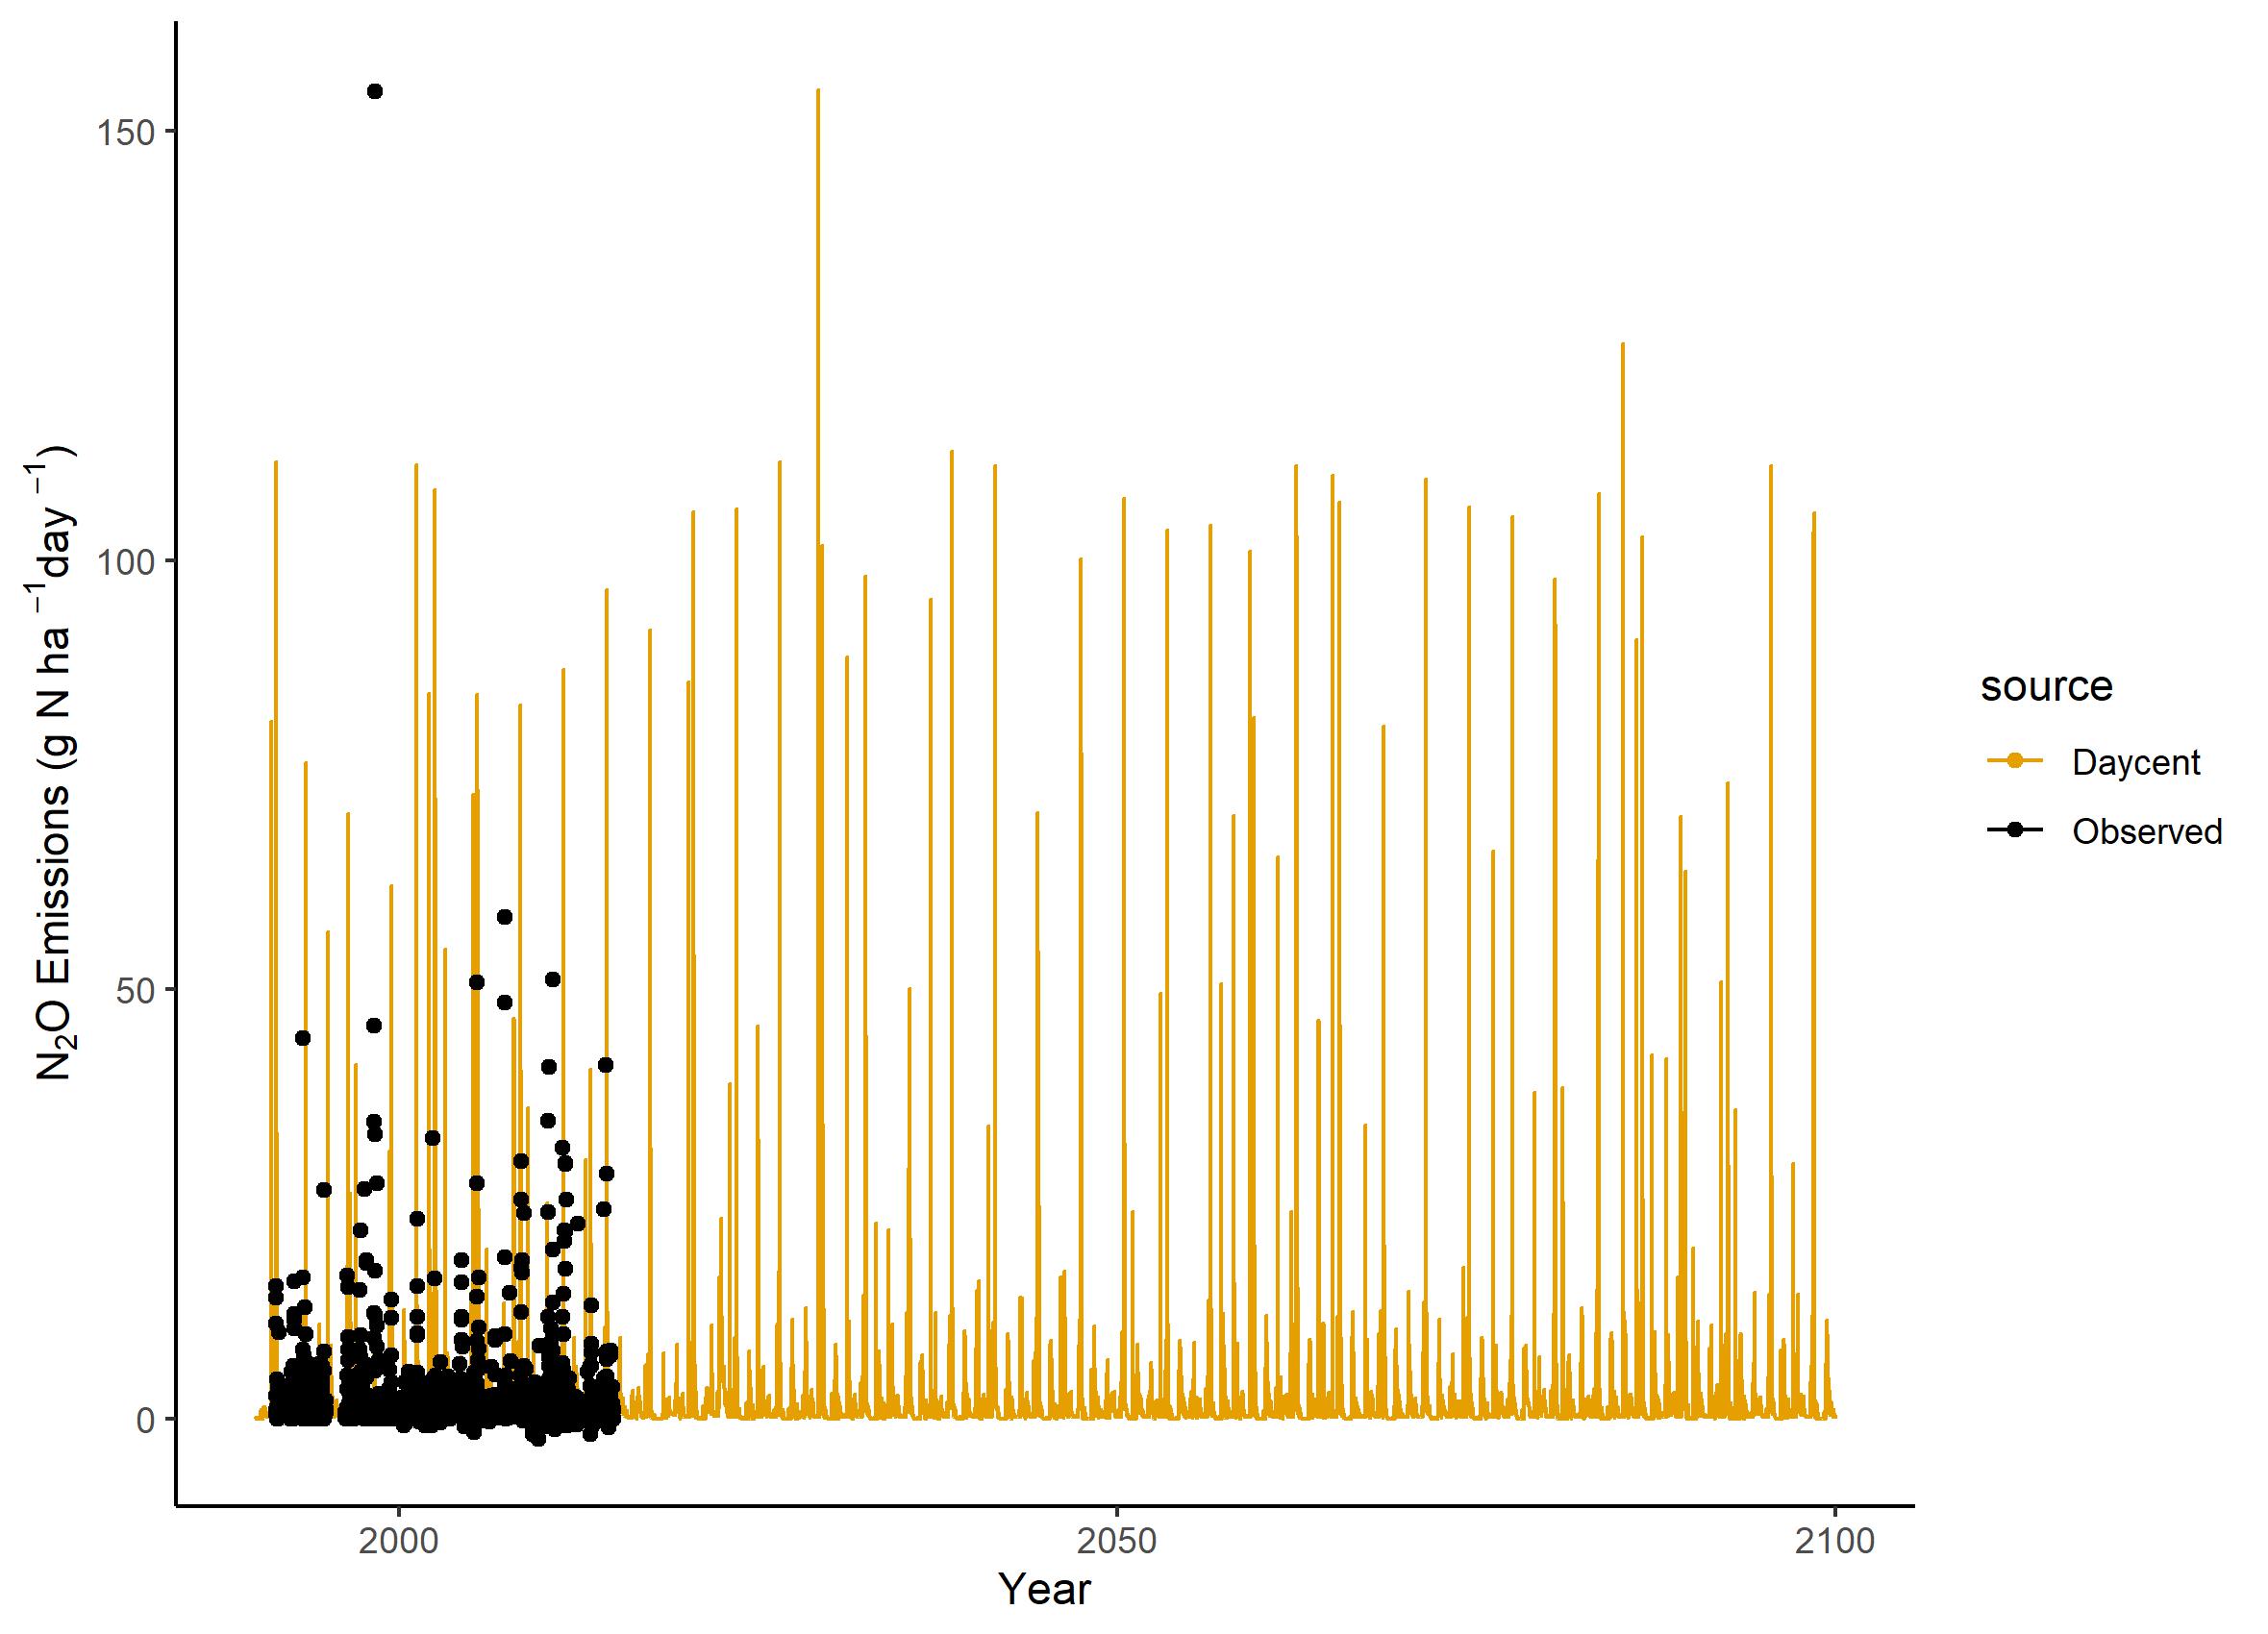 150
100
50
0
N₂O Emissions (g N ha ⁻¹day ⁻¹)
2000
2050
2100
Year
source
Daycent
Observed